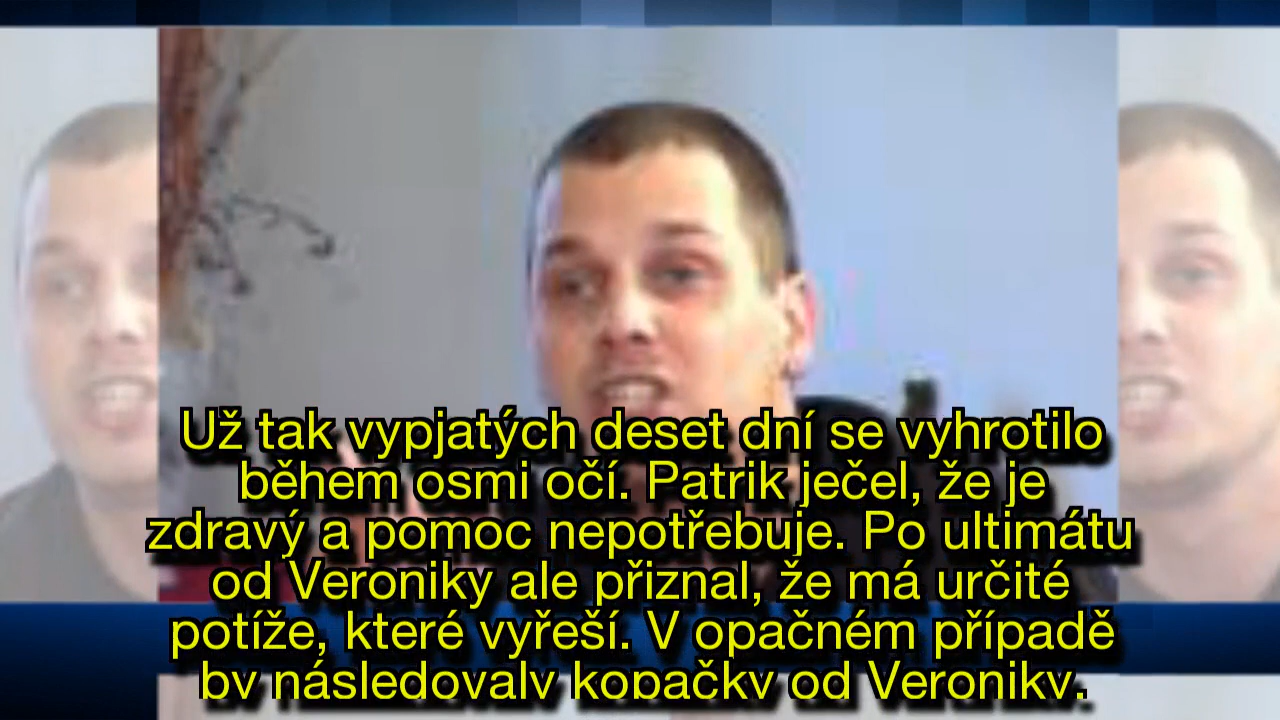 Už tak vypjatých deset dní se vyhrotilo
během osmi očí. Patrik ječel, že je
zdravý a pomoc nepotřebuje. Po ultimátu
od Veroniky ale přiznal, že má určité
potíže, které vyřeší. V opačném případě
by následovaly kopačky od Veroniky.